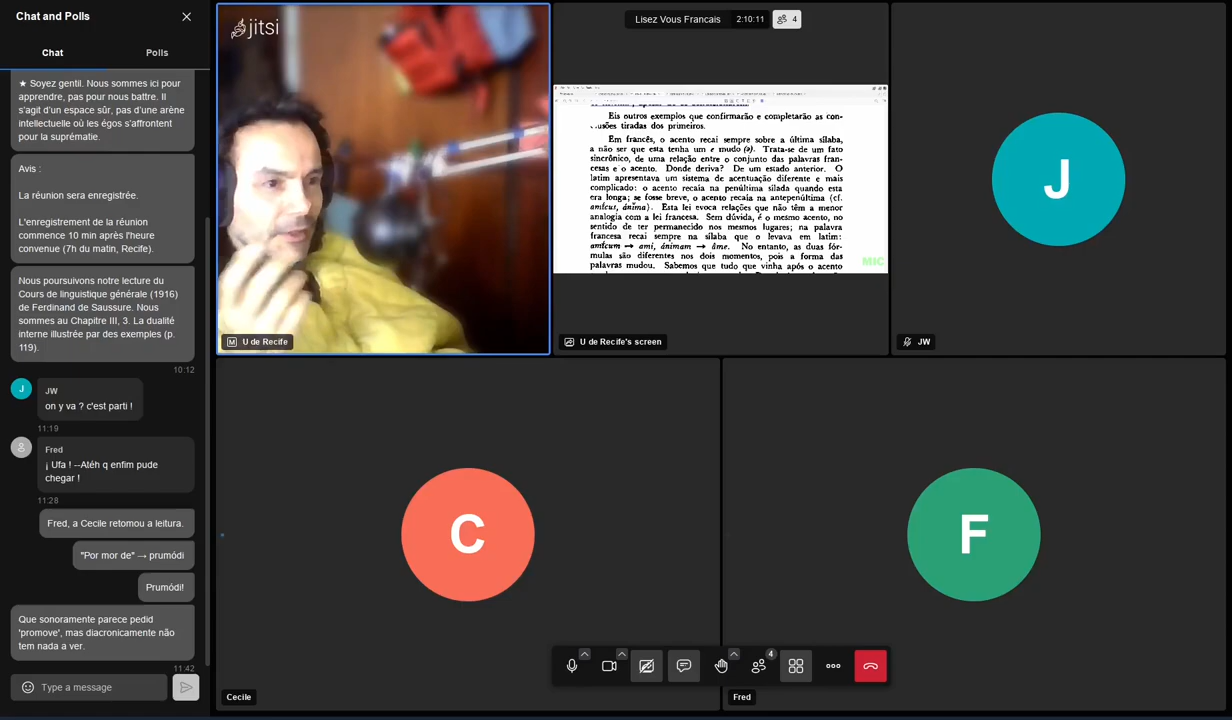 Chat and Polls
Chat
Polls
★ Soyez gentil. Nous sommes ici pour
apprendre, pas pour nous battre. Il
s'agit d'un espace sûr, pas d'une arène
intellectuelle où les égos s'affrontent
pour la suprématie.
Avis :
La réunion sera enregistrée.
L'enregistrement de la réunion
commence 10 min après l'heure
convenue (7h du matin, Recife).
Nous poursuivons notre lecture du
Cours de linguistique générale (1916)
de Ferdinand de Saussure. Nous
sommes au Chapitre III, 3. La dualité
interne illustrée par des exemples (p.
119).
10:12
J
JW
on y va ? c'est parti !
11:19
Fred
¡ Ufa ! --Atéh q enfim pude
chegar !
11:28
Fred, a Cecile retomou a leitura.
"Por mor de" → prumódi
Prumódi!
Que sonoramente parece pedid
'promove', mas diacronicamente não
tem nada a ver.
11:42
Type a message
jitsi
M U de Recife
Lisez Vous Francais 2:10:11 4
Eis outros exemplos que confirmarão e completarão as con-
clusões tiradas dos primeiros.
Em francês, o acento recai sempre sobre a última sílaba,
a não ser que esta tenha um e mudo (ə). Trata-se de um fato
sincrônico, de uma relação entre o conjunto das palavras fran-
cesas e o acento. Donde deriva? De um estado anterior. O
latim apresentava um sistema de acentuação diferente e mais
complicado: o acento recaía na penúltima sílaba quando esta
era longa; se fosse breve, o acento recaía na antepenúltima (cf.
amīcus, ánĭma). Esta lei evoca relações que não têm a menor
analogia com a lei francesa. Sem dúvida, é o mesmo acento, no
sentido de ter permanecido nos mesmos lugares; na palavra
francesa recai sempre na sílaba que o levava em latim:
amīcum → ami, ánimam → âme. No entanto, as duas fór-
mulas são diferentes nos dois momentos, pois a forma das
palavras mudou. Sabemos que tudo que vinha após o acento
MIC
U de Recife's screen
J
JW
C
Cecile
F
Fred
4